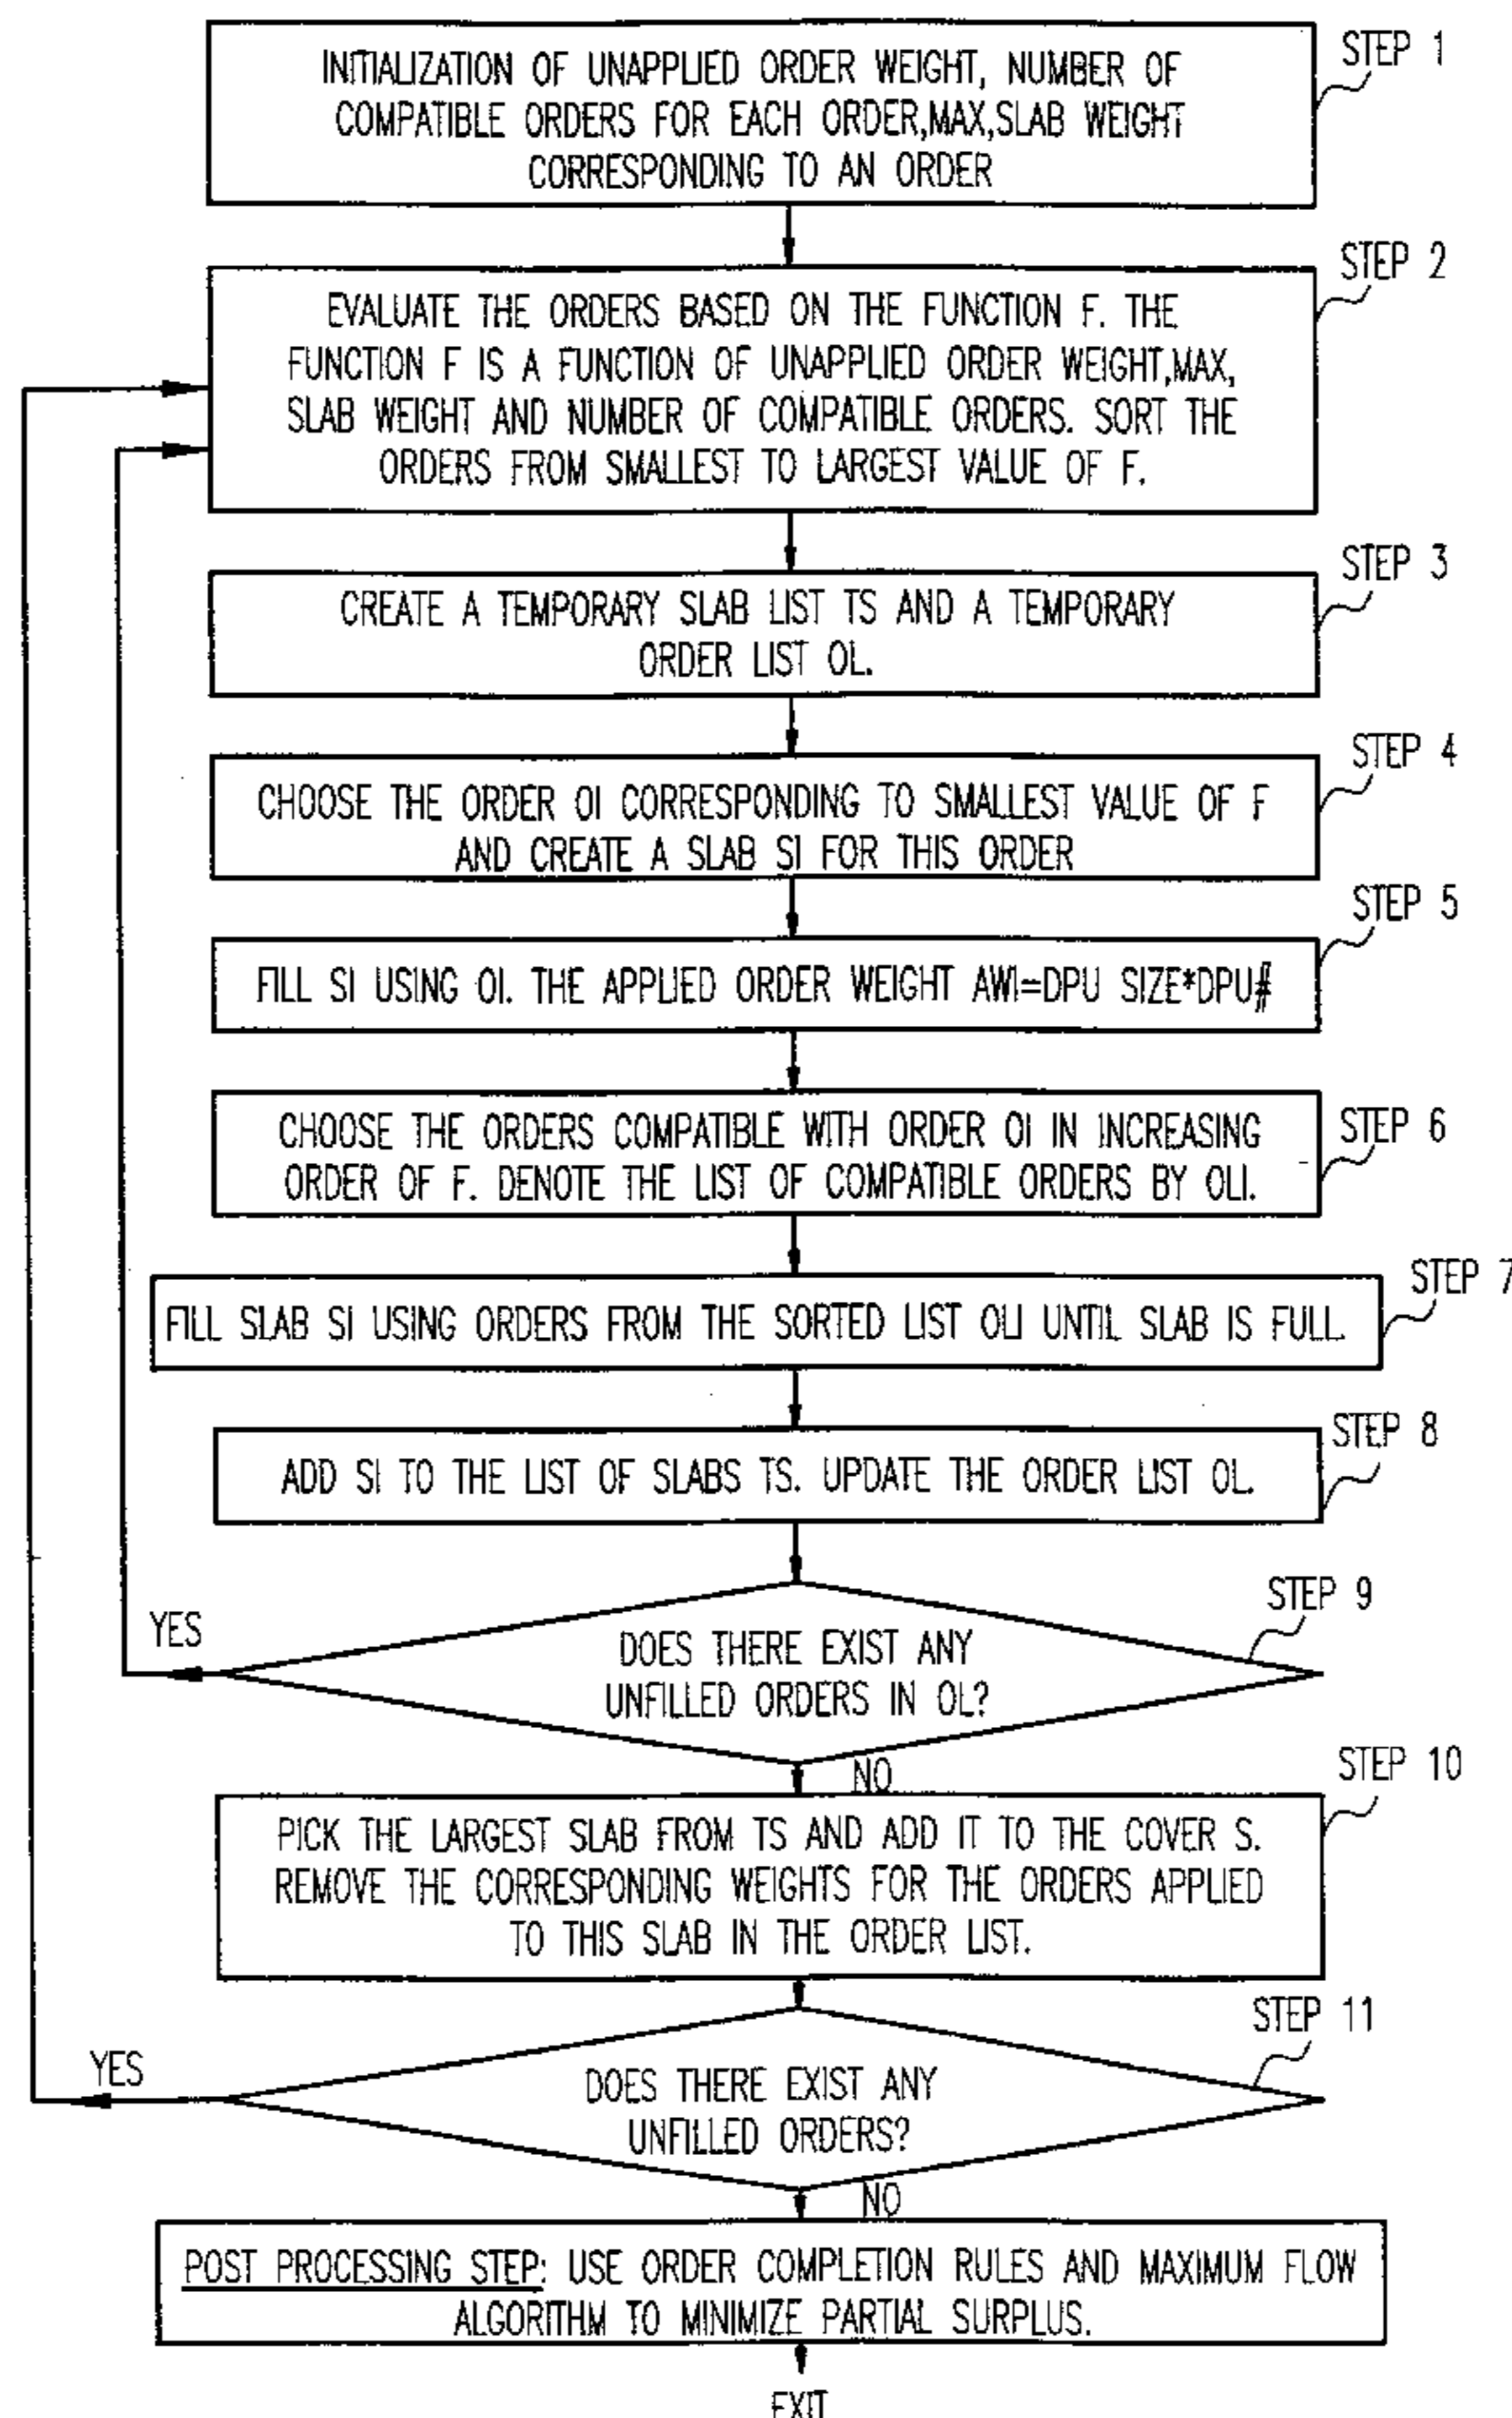 STEP 1
INITIALIZATION OF UNAPPLIED ORDER WEIGHT, NUMBER OF
COMPATIBLE ORDERS FOR EACH ORDER,MAX,SLAB WEIGHT
CORRESPONDING TO AN ORDER
STEP 2
EVALUATE THE ORDERS BASED ON THE FUNCTION F. THE
FUNCTION F IS A FUNCTION OF UNAPPLIED ORDER WEIGHT,MAX,
SLAB WEIGHT AND NUMBER OF COMPATIBLE ORDERS. SORT THE
ORDERS FROM SMALLEST TO LARGEST VALUE OF F.
STEP 3
CREATE A TEMPORARY SLAB LIST TS AND A TEMPORARY
ORDER LIST OL.
STEP 4
CHOOSE THE ORDER OI CORRESPONDING TO SMALLEST VALUE OF F
AND CREATE A SLAB SI FOR THIS ORDER
STEP 5
FILL SI USING OI. THE APPLIED ORDER WEIGHT AWI=DPU SIZE*DPU#
STEP 6
CHOOSE THE ORDERS COMPATIBLE WITH ORDER OI IN INCREASING
ORDER OF F. DENOTE THE LIST OF COMPATIBLE ORDERS BY OLI.
STEP 7
FILL SLAB SI USING ORDERS FROM THE SORTED LIST OLI UNTIL SLAB IS FULL.
STEP 8
ADD SI TO THE LIST OF SLABS TS. UPDATE THE ORDER LIST OL.
STEP 9
YES
DOES THERE EXIST ANY
UNFILLED ORDERS IN OL?
NO
STEP 10
PICK THE LARGEST SLAB FROM TS AND ADD IT TO THE COVER S.
REMOVE THE CORRESPONDING WEIGHTS FOR THE ORDERS APPLIED
TO THIS SLAB IN THE ORDER LIST.
STEP 11
YES
DOES THERE EXIST ANY
UNFILLED ORDERS?
NO
POST PROCESSING STEP: USE ORDER COMPLETION RULES AND MAXIMUM FLOW
ALGORITHM TO MINIMIZE PARTIAL SURPLUS.
EXIT